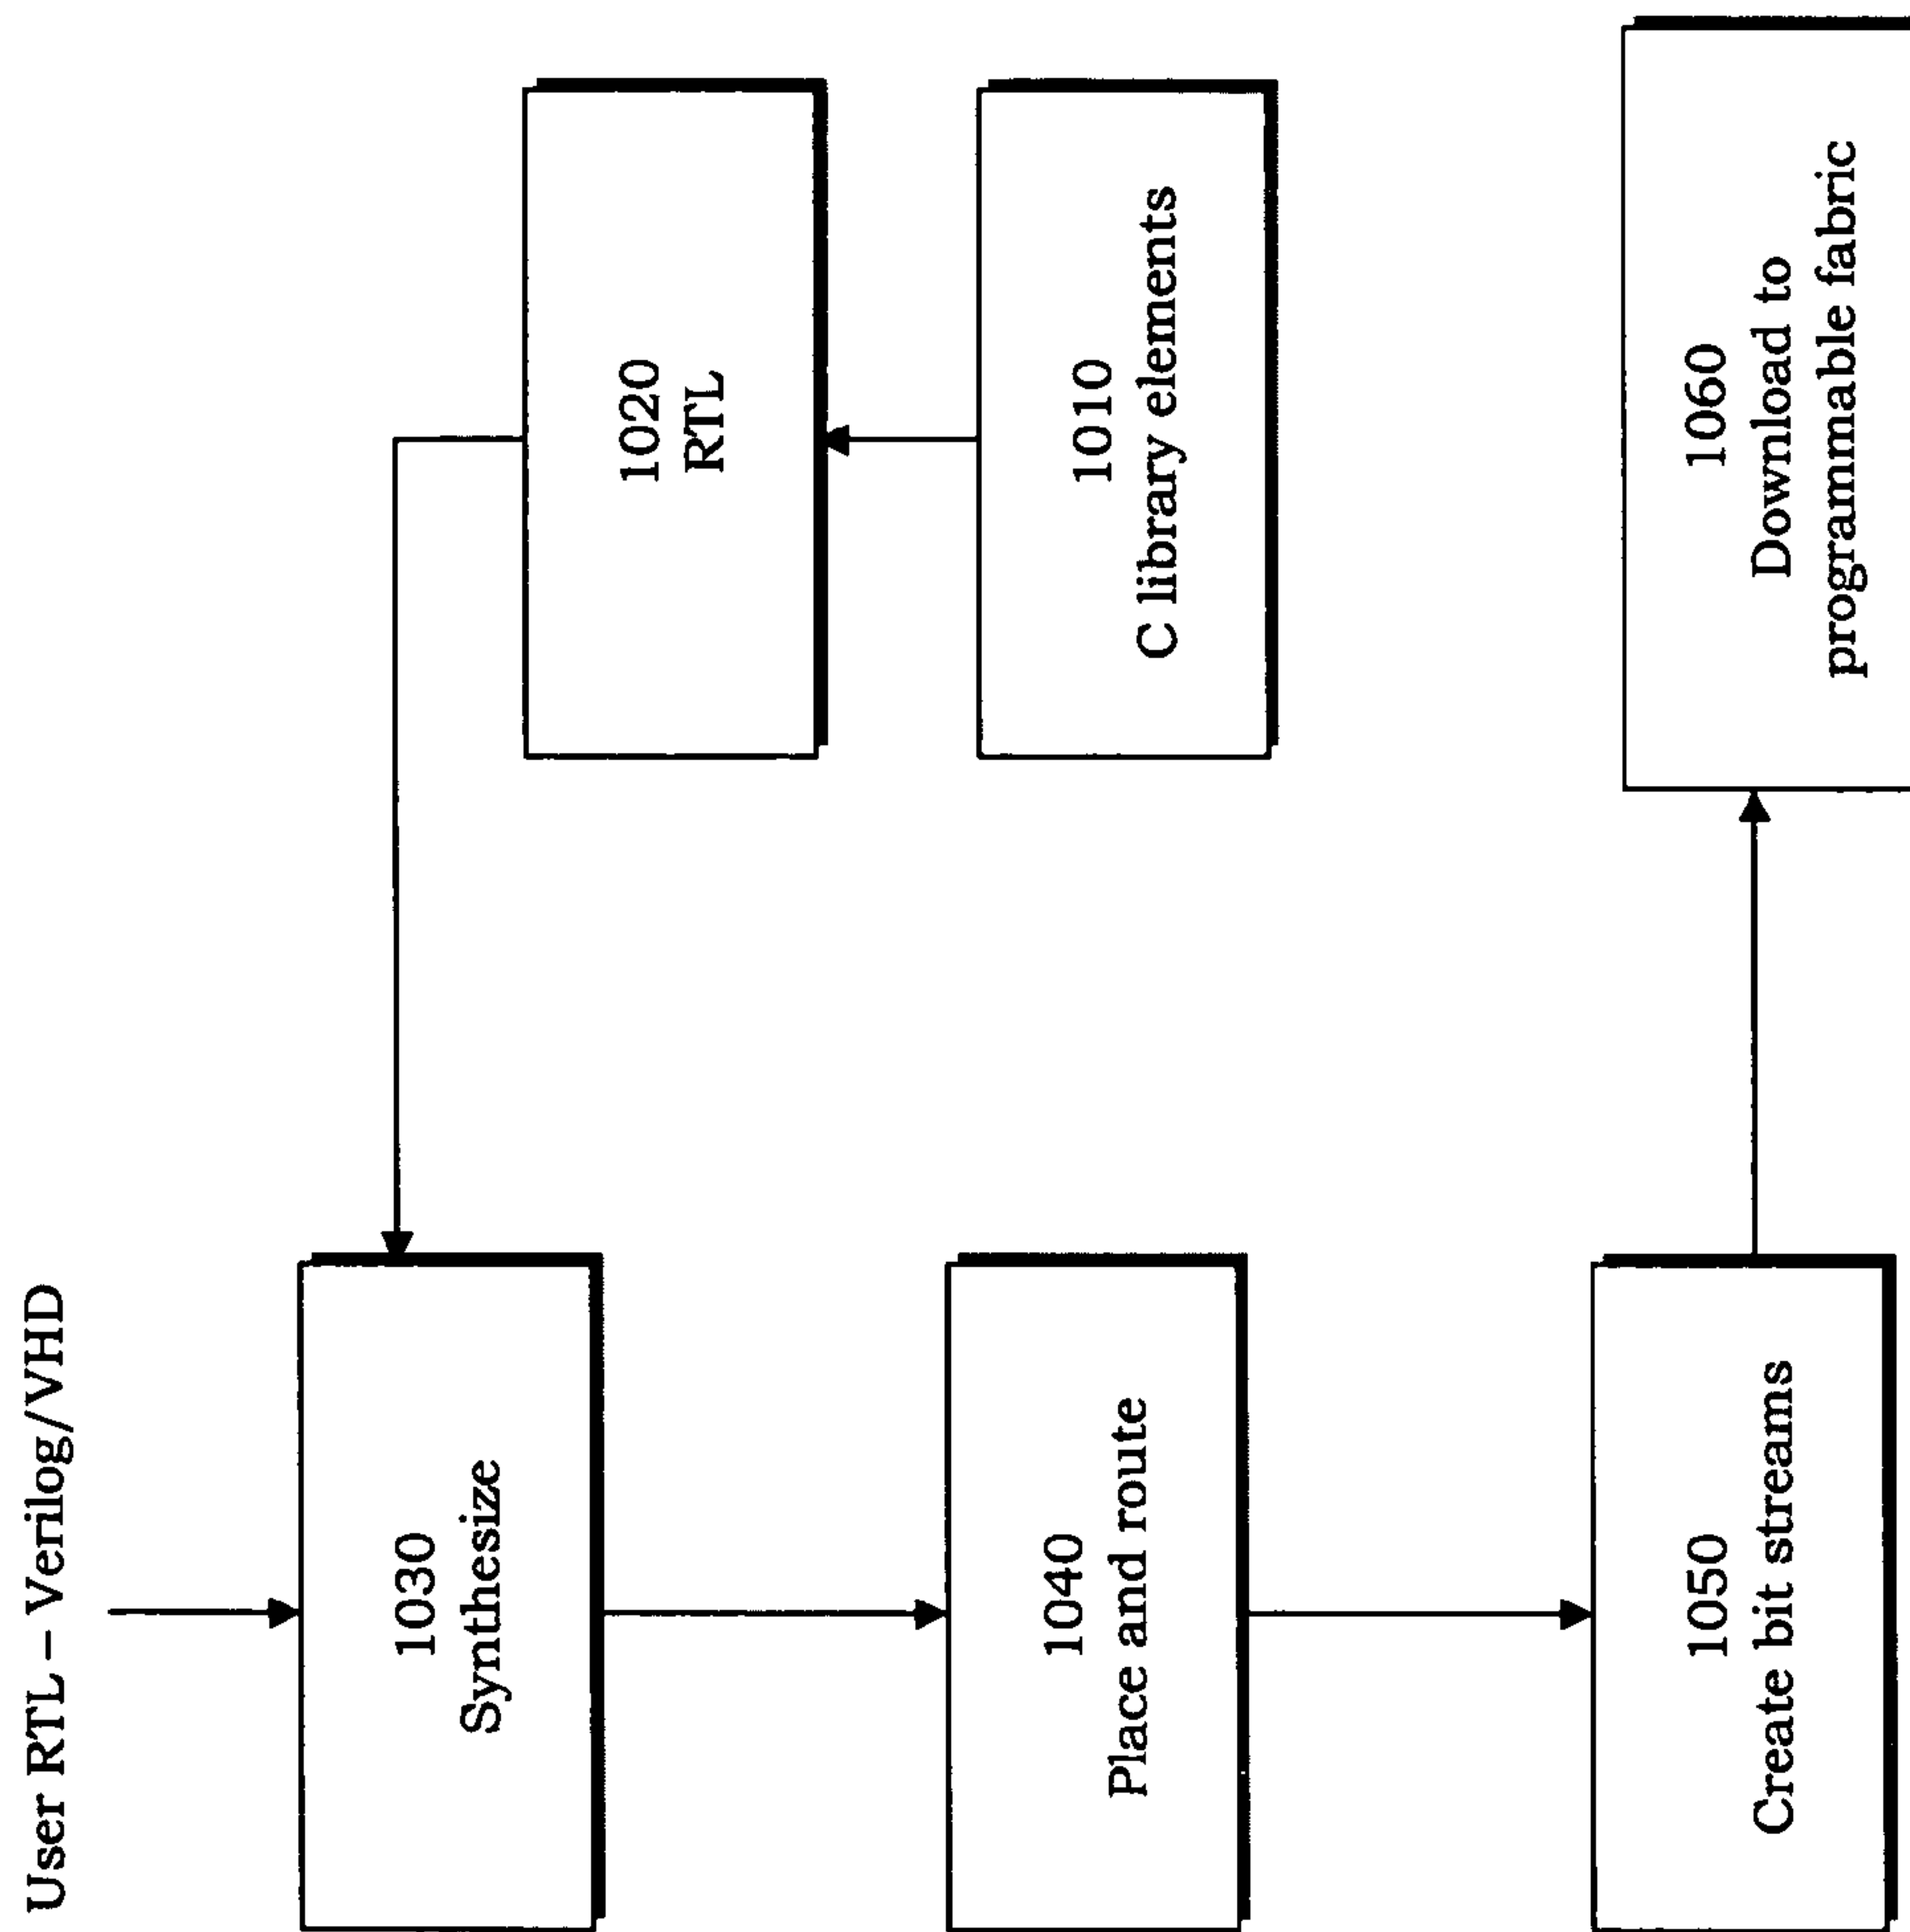 User RTL – Verilog/VHD
1030
Synthesize
1020
RTL
1010
C library elements
1040
Place and route
1050
Create bit streams
1060
Download to
programmable fabric